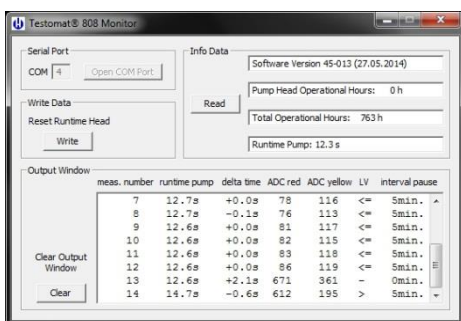 Testomat® 808 Monitor
Serial Port
COM 4 Open COM Port
Write Data
Reset Runtime Head
Write
Info Data
Read
Software Version 45-013 (27.05.2014)
Pump Head Operational Hours: 0 h
Total Operational Hours: 763 h
Runtime Pump: 12.3 s
Output Window
meas. number runtime pump delta time ADC red ADC yellow LV interval pause
7 12.7s +0.0s 78 116 <= 5min.
8 12.7s -0.1s 76 113 <= 5min.
9 12.6s +0.0s 81 117 <= 5min.
10 12.6s +0.0s 82 115 <= 5min.
11 12.6s +0.0s 83 118 <= 5min.
12 12.6s +0.0s 86 119 <= 5min.
13 12.6s +2.1s 671 361 - 0min.
14 14.7s -0.6s 612 195 > 5min.
Clear Output
Window
Clear